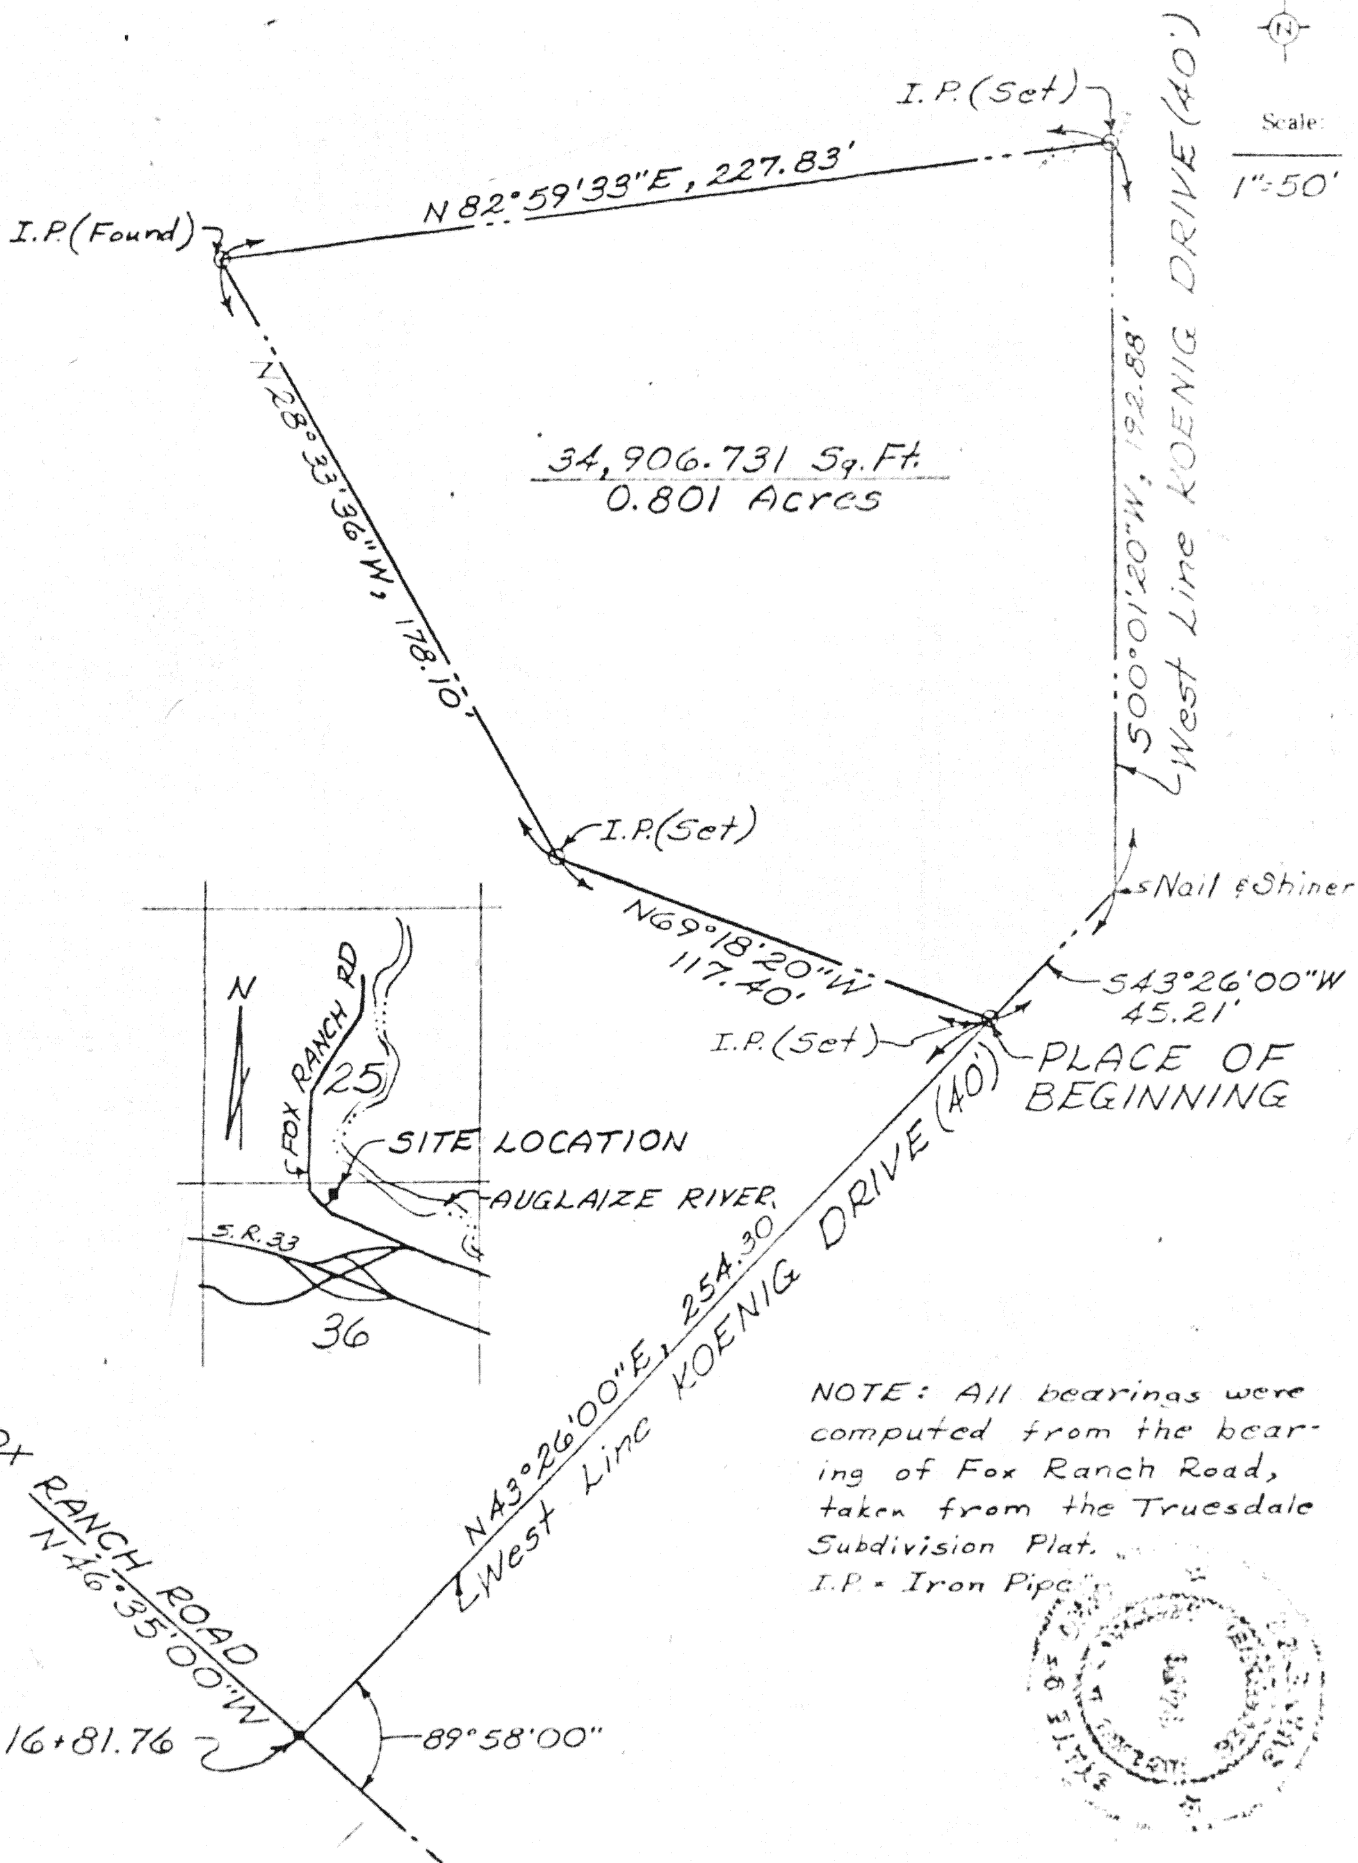 N
I.P.(Set)
Scale:
1"=50'
N 82°59'33"E, 227.83'
I.P.(Found)
West Line KOENIG DRIVE (40')
S00°01'20"W, 192.88'
N28°33'36"W, 178.10'
34,906.731 Sq.Ft.
0.801 Acres
I.P.(Set)
Nail & Shiner
N69°18'20"W
117.40'
S43°26'00"W
45.21'
I.P.(Set)
PLACE OF
BEGINNING
N
FOX RANCH RD
25
SITE LOCATION
AUGLAIZE RIVER
S.R.33
36
N43°26'00"E, 254.30
West Line KOENIG DRIVE (40')
NOTE: All bearings were
computed from the bear-
ing of Fox Ranch Road,
taken from the Truesdale
Subdivision Plat.
I.P. = Iron Pipe
RANCH ROAD
N46°35'00"W
16+81.76
89°58'00"
STATE OF